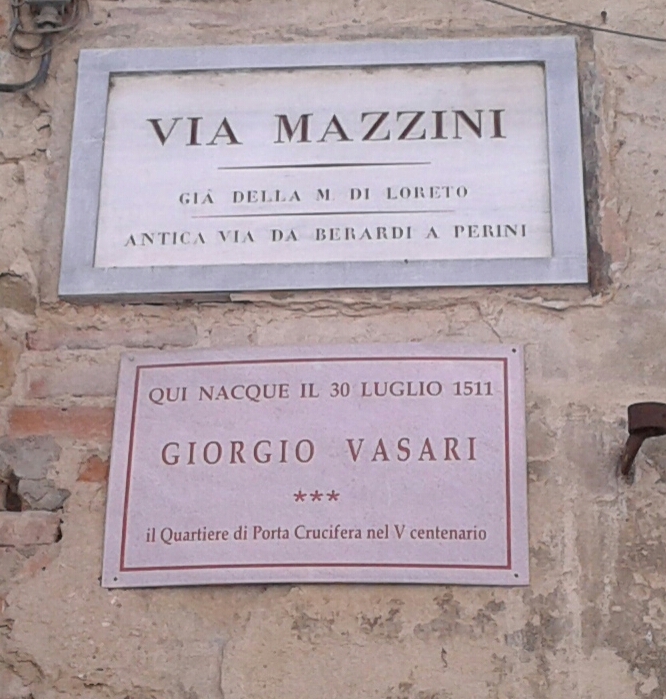 VIA MAZZINI
GIÁ DELLA M. DI LORETO
ANTICA VIA DA BERARDI A PERINI
QUI NACQUE IL 30 LUGLIO 1511
GIORGIO VASARI
***
il Quartiere di Porta Crucifera nel V centenario